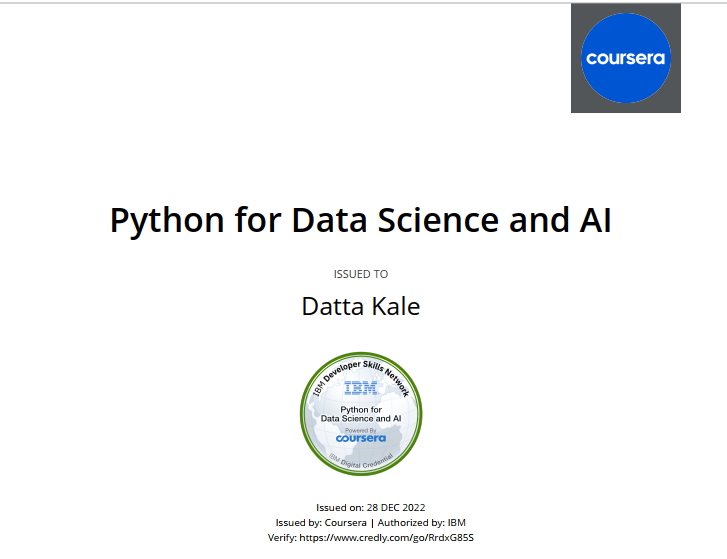 coursera
Python for Data Science and AI
ISSUED TO
Datta Kale
IBM Developer Skills Network
IBM
Python for
Data Science and AI
Powered By
coursera
IBM Digital Credential
Issued on: 28 DEC 2022
Issued by: Coursera | Authorized by: IBM
Verify: https://www.credly.com/go/RrdxG85S